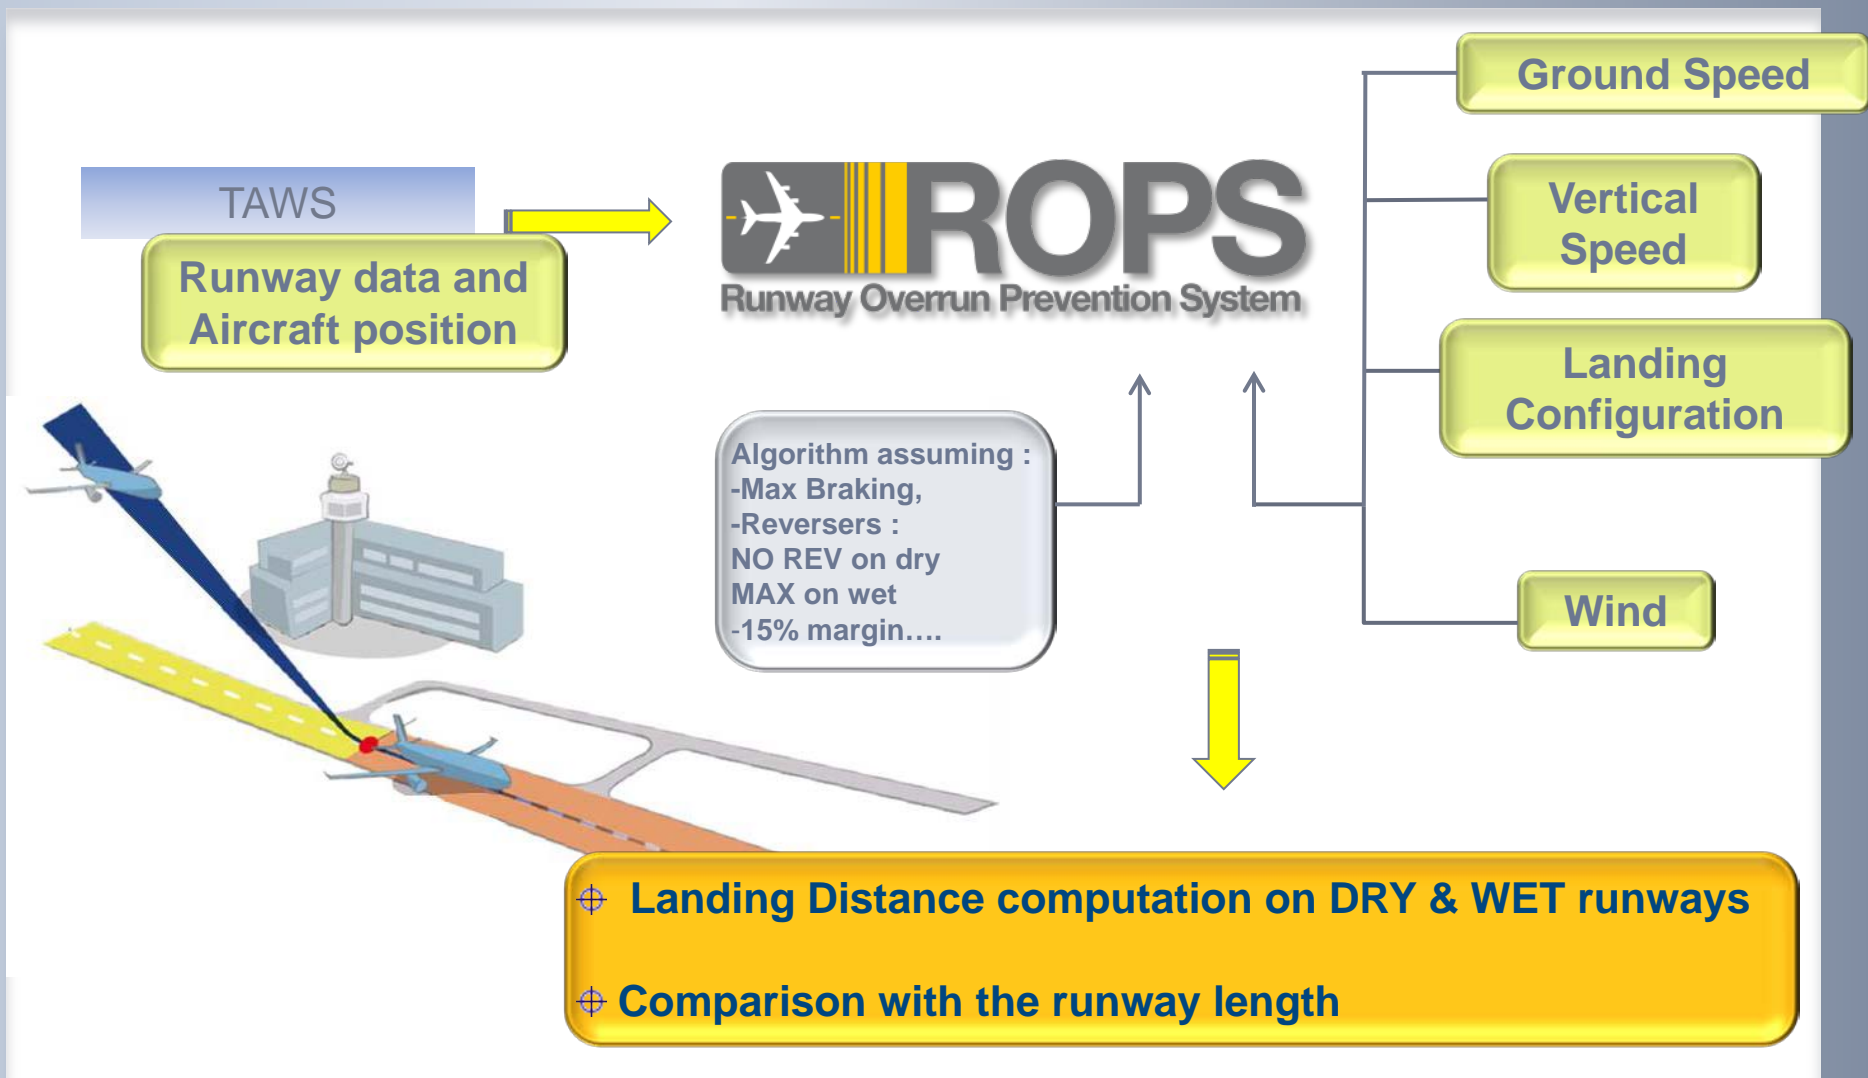 TAWS
Runway data and
Aircraft position
ROPS
Runway Overrun Prevention System
Ground Speed
Vertical
Speed
Landing
Configuration
Wind
Algorithm assuming :
-Max Braking,
-Reversers :
NO REV on dry
MAX on wet
-15% margin....
Landing Distance computation on DRY & WET runways
Comparison with the runway length